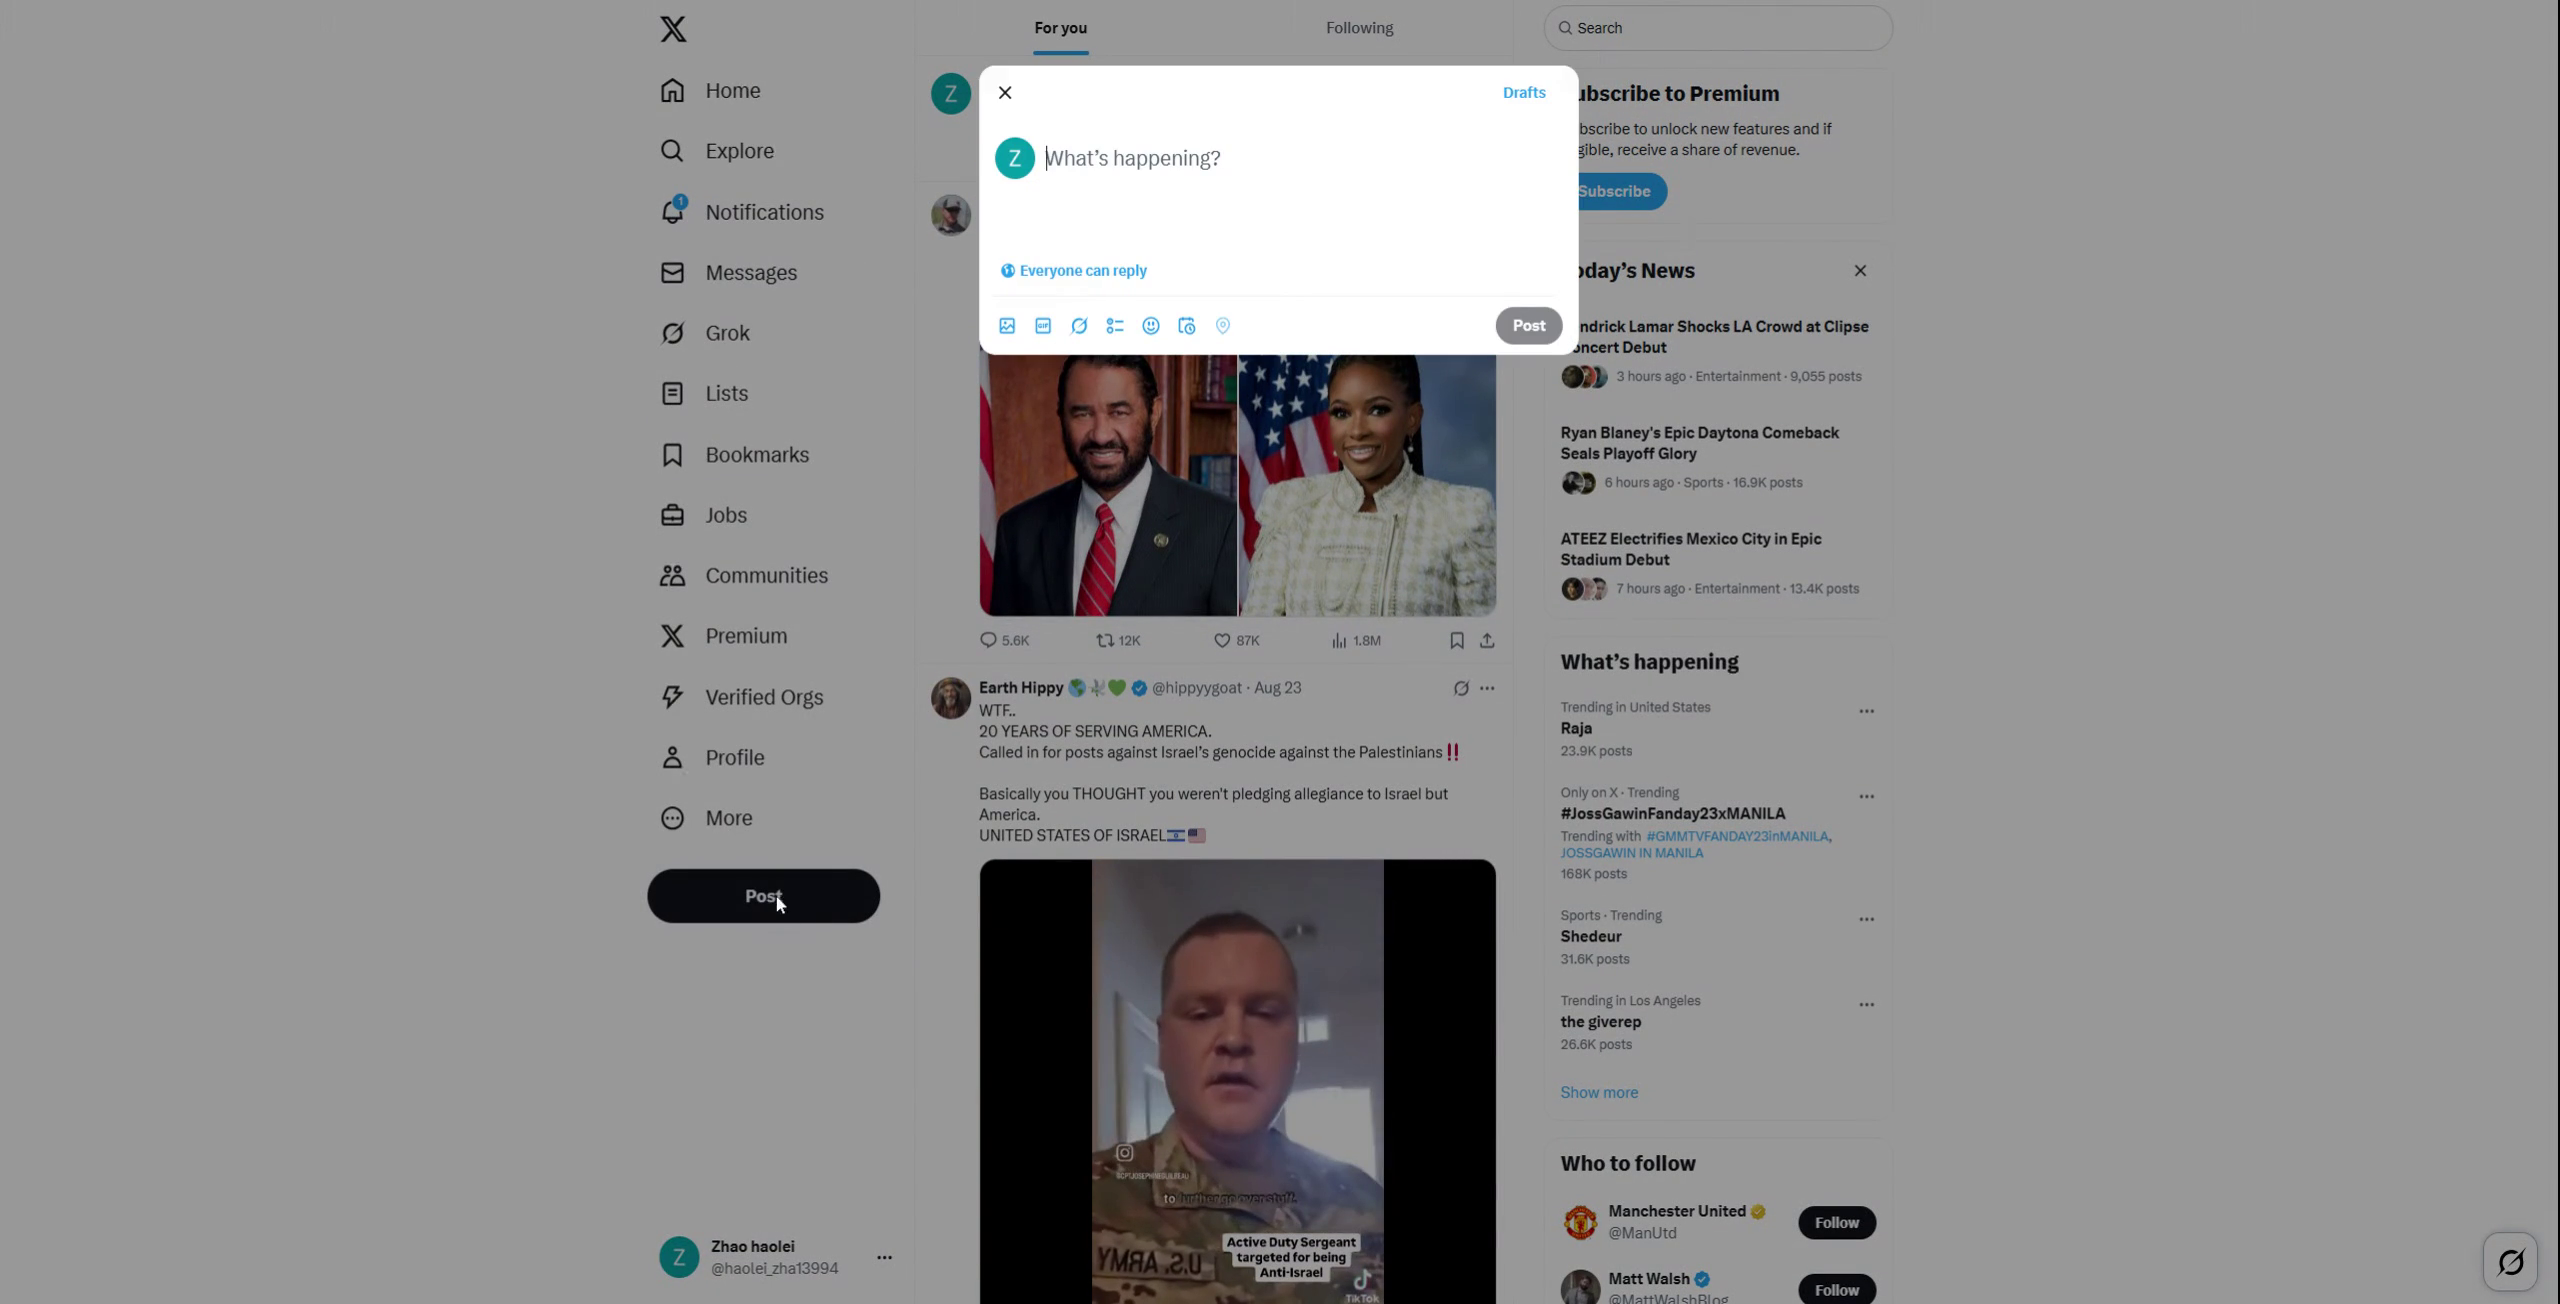 Home
Explore
1
Notifications
Messages
Grok
Lists
Bookmarks
Jobs
Communities
Premium
Verified Orgs
Profile
More
Post
Zhao haolei
@haolei_zha13994
For you
Following
Z
Drafts
Z
What's happening?
Everyone can reply
GIF
Post
5.6K
12K
87K
1.8M
Earth Hippy @hippyygoat · Aug 23
WTF..
20 YEARS OF SERVING AMERICA.
Called in for posts against Israel's genocide against the Palestinians‼️
Basically you THOUGHT you weren't pledging allegiance to Israel but
America.
UNITED STATES OF ISRAEL
Active Duty Sergeant
targeted for being
Anti-Israel
U.S. ARMY
TikTok
Search
ubscribe to Premium
bscribe to unlock new features and if
gible, receive a share of revenue.
Subscribe
oday's News
ndrick Lamar Shocks LA Crowd at Clipse
oncert Debut
3 hours ago · Entertainment · 9,055 posts
Ryan Blaney's Epic Daytona Comeback
Seals Playoff Glory
6 hours ago · Sports · 16.9K posts
ATEEZ Electrifies Mexico City in Epic
Stadium Debut
7 hours ago · Entertainment · 13.4K posts
What's happening
Trending in United States
Raja
23.9K posts
Only on X · Trending
#JossGawinFanday23xMANILA
Trending with #GMMTVFANDAY23inMANILA,
JOSSGAWIN IN MANILA
168K posts
Sports · Trending
Shedeur
31.6K posts
Trending in Los Angeles
the giverep
26.6K posts
Show more
Who to follow
Manchester United
@ManUtd
Follow
Matt Walsh
@MattWalshBlog
Follow
Z